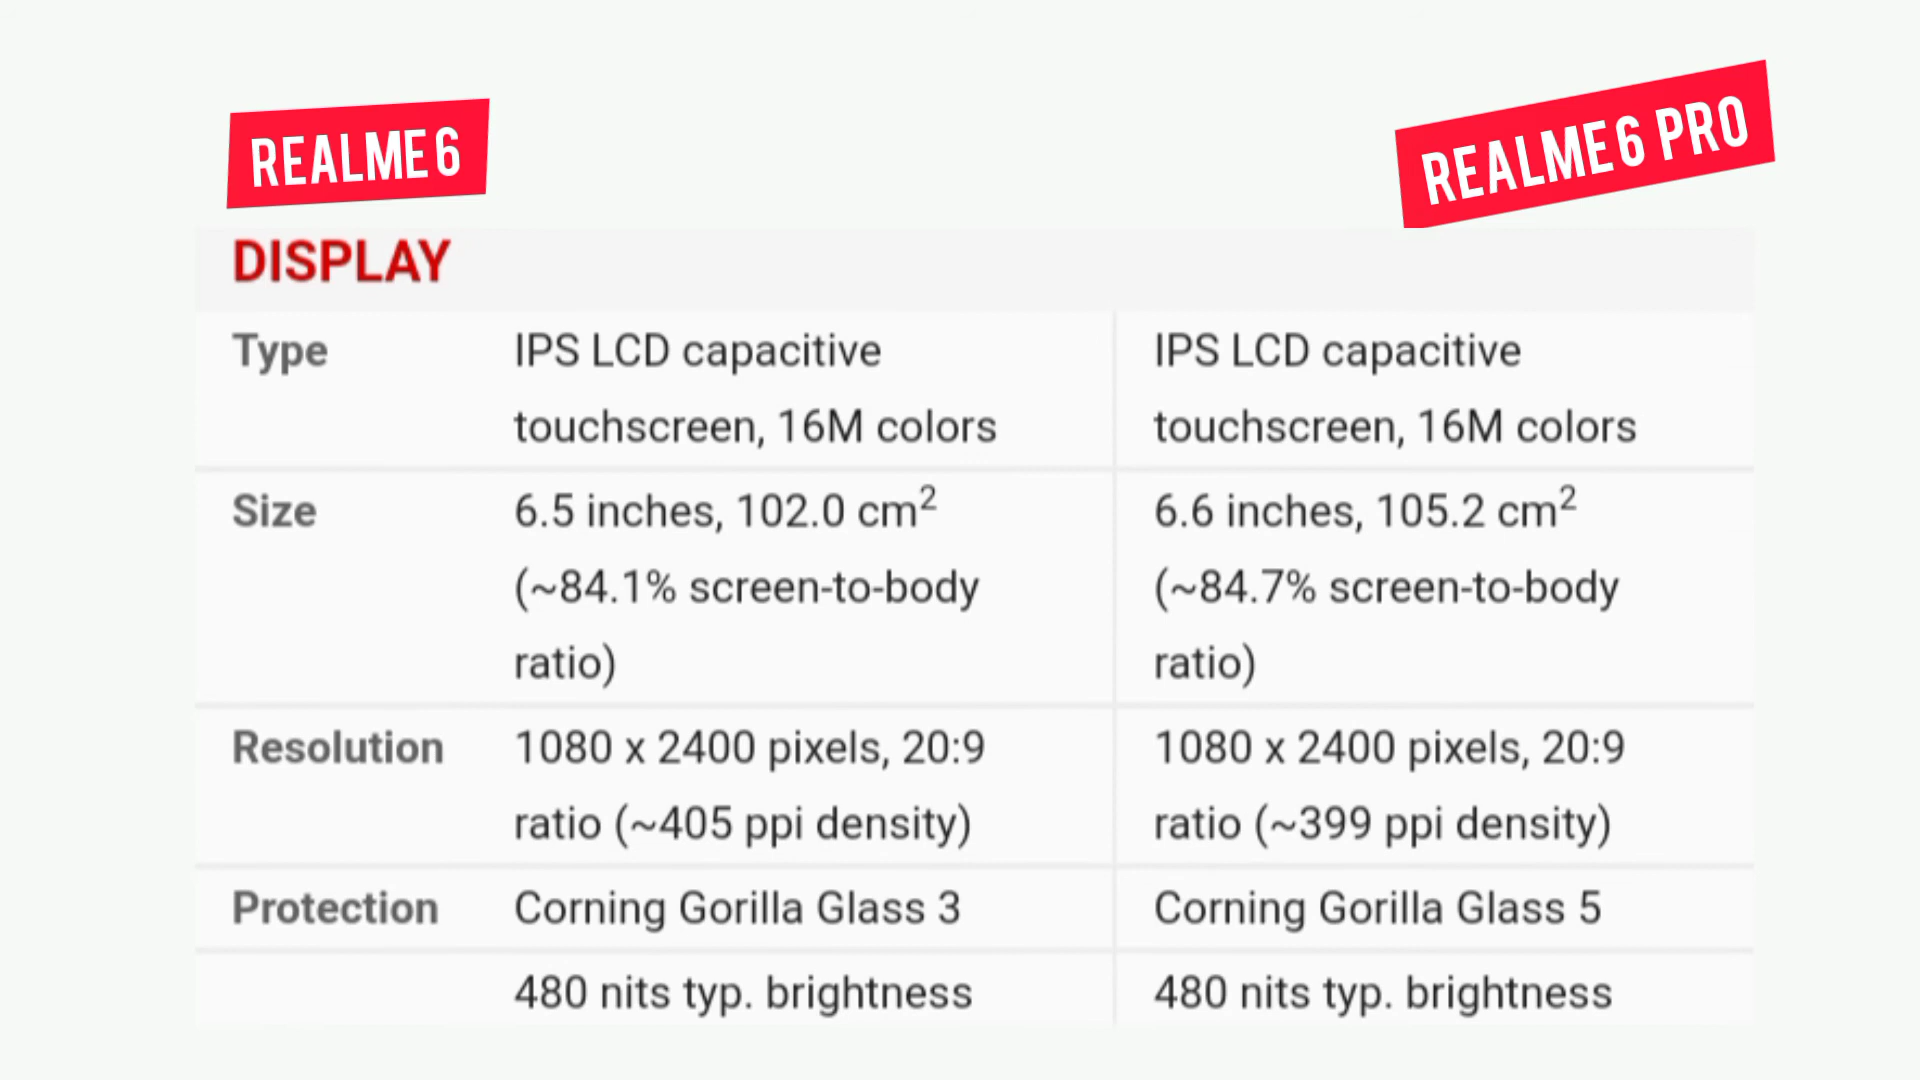 REALME 6
REALME 6 PRO
DISPLAY
Type
IPS LCD capacitive
touchscreen, 16M colors
IPS LCD capacitive
touchscreen, 16M colors
Size
6.5 inches, 102.0 cm²
(~84.1% screen-to-body
ratio)
6.6 inches, 105.2 cm²
(~84.7% screen-to-body
ratio)
Resolution
1080 x 2400 pixels, 20:9
ratio (~405 ppi density)
1080 x 2400 pixels, 20:9
ratio (~399 ppi density)
Protection
Corning Gorilla Glass 3
Corning Gorilla Glass 5
480 nits typ. brightness
480 nits typ. brightness